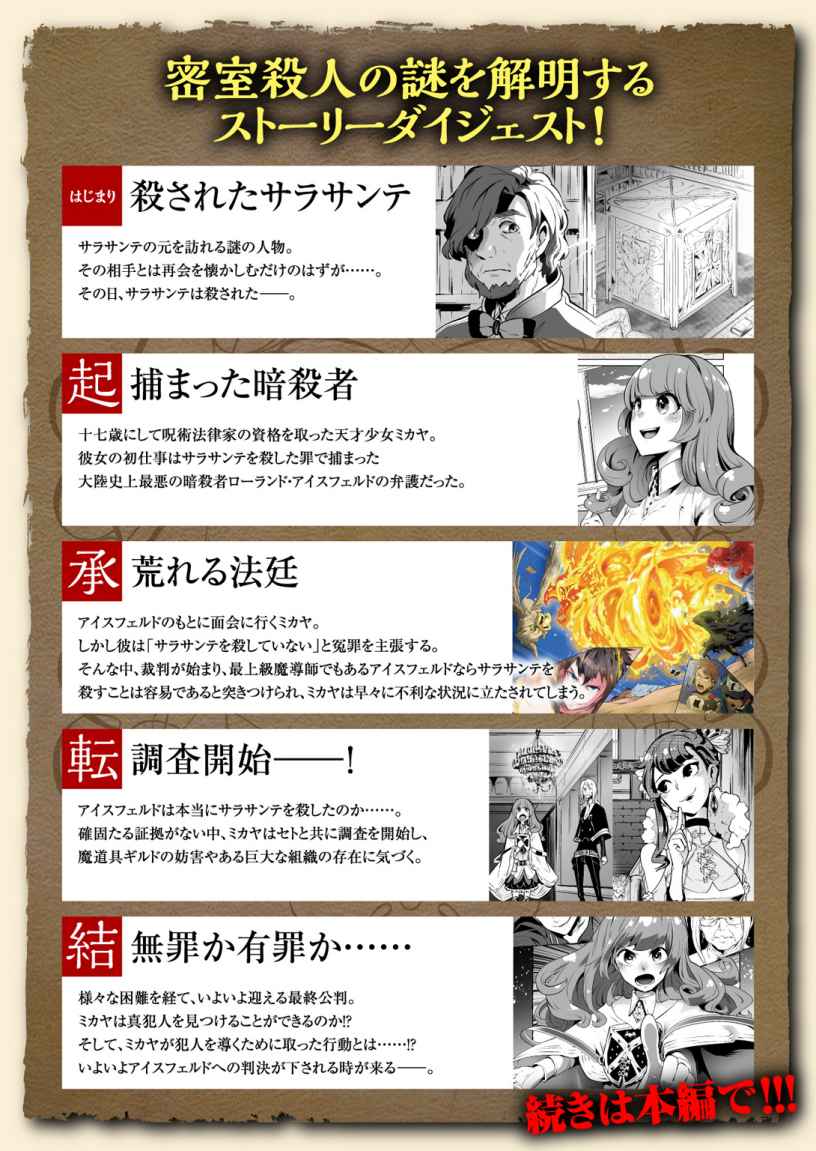 密室殺人の謎を解明する
ストーリーダイジェスト！
はじまり
殺されたサラサンテ
サラサンテの元を訪れる謎の人物。
その相手とは再会を懐かしむだけのはずが……。
その日、サラサンテは殺された――。
起
捕まった暗殺者
十七歳にして呪術法律家の資格を取った天才少女ミカヤ。
彼女の初仕事はサラサンテを殺した罪で捕まった
大陸史上最悪の暗殺者ローランド・アイスフェルドの弁護だった。
承
荒れる法廷
アイスフェルドのもとに面会に行くミカヤ。
しかし彼は「サラサンテを殺していない」と冤罪を主張する。
そんな中、裁判が始まり、最上級魔導師でもあるアイスフェルドならサラサンテを
殺すことは容易であると突きつけられ、ミカヤは早々に不利な状況に立たされてしまう。
転
調査開始――！
アイスフェルドは本当にサラサンテを殺したのか……。
確固たる証拠がない中、ミカヤはセトと共に調査を開始し、
魔道具ギルドの妨害やある巨大な組織の存在に気づく。
結
無罪か有罪か……
様々な困難を経て、いよいよ迎える最終公判。
ミカヤは真犯人を見つけることができるのか!?
そして、ミカヤが犯人を導くために取った行動とは……!?
いよいよアイスフェルドへの判決が下される時が来る――。
続きは本編で!!!